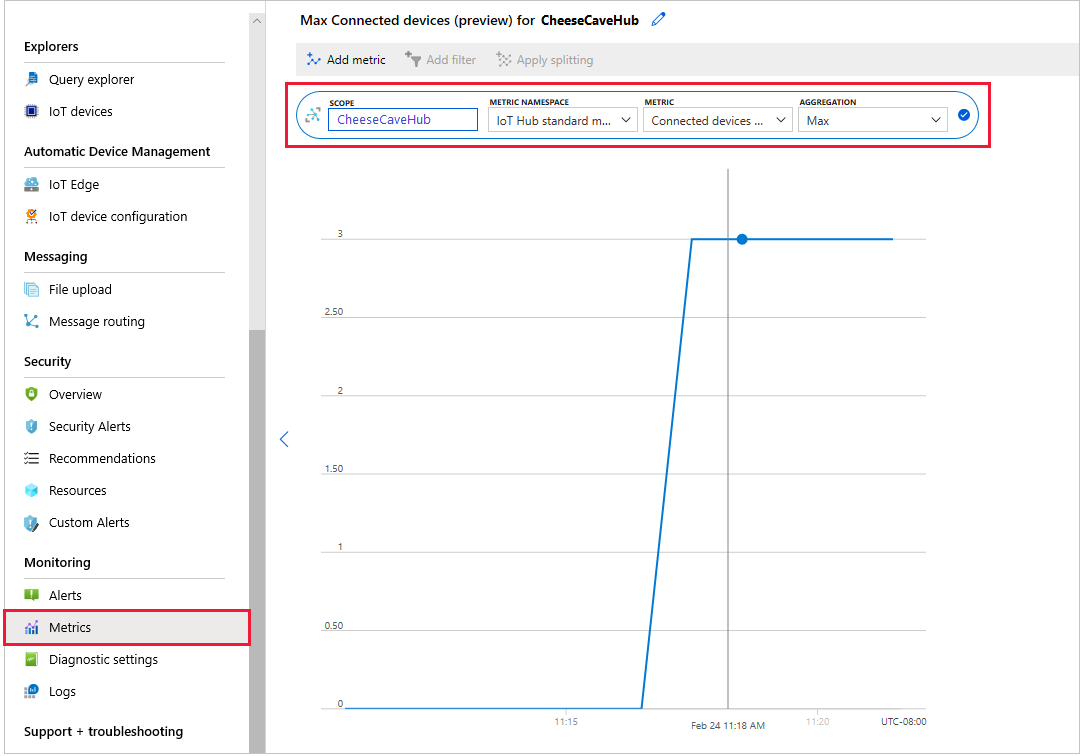 Explorers
Query explorer
IoT devices
Automatic Device Management
IoT Edge
IoT device configuration
Messaging
File upload
Message routing
Security
Overview
Security Alerts
Recommendations
Resources
Custom Alerts
Monitoring
Alerts
Metrics
Diagnostic settings
Logs
Support + troubleshooting
Max Connected devices (preview) for CheeseCaveHub
Add metric Add filter Apply splitting
SCOPE METRIC NAMESPACE METRIC AGGREGATION
CheeseCaveHub IoT Hub standard m... Connected devices ... Max
3
2.50
2
1.50
1
0.50
0
11:15 Feb 24 11:18 AM 11:20 UTC-08:00